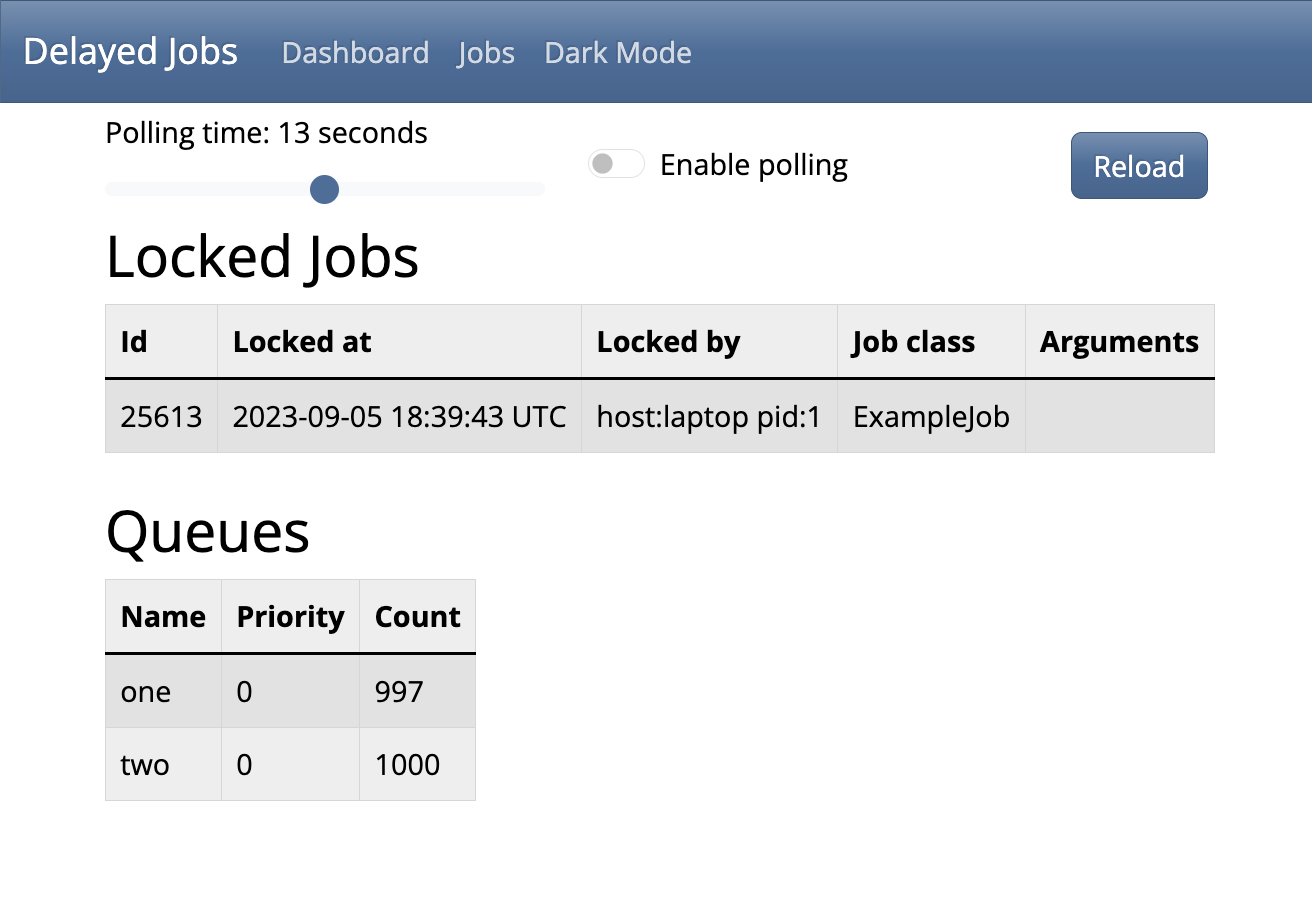 Delayed Jobs Dashboard Jobs Dark Mode
Polling time: 13 seconds
Enable polling
Reload
Locked Jobs
Id Locked at Locked by Job class Arguments
25613 2023-09-05 18:39:43 UTC host:laptop pid:1 ExampleJob
Queues
Name Priority Count
one 0 997
two 0 1000